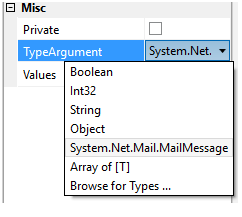 Misc
Private
TypeArgument System.Net.
Values
Boolean
Int32
String
Object
System.Net.Mail.MailMessage
Array of [T]
Browse for Types ...